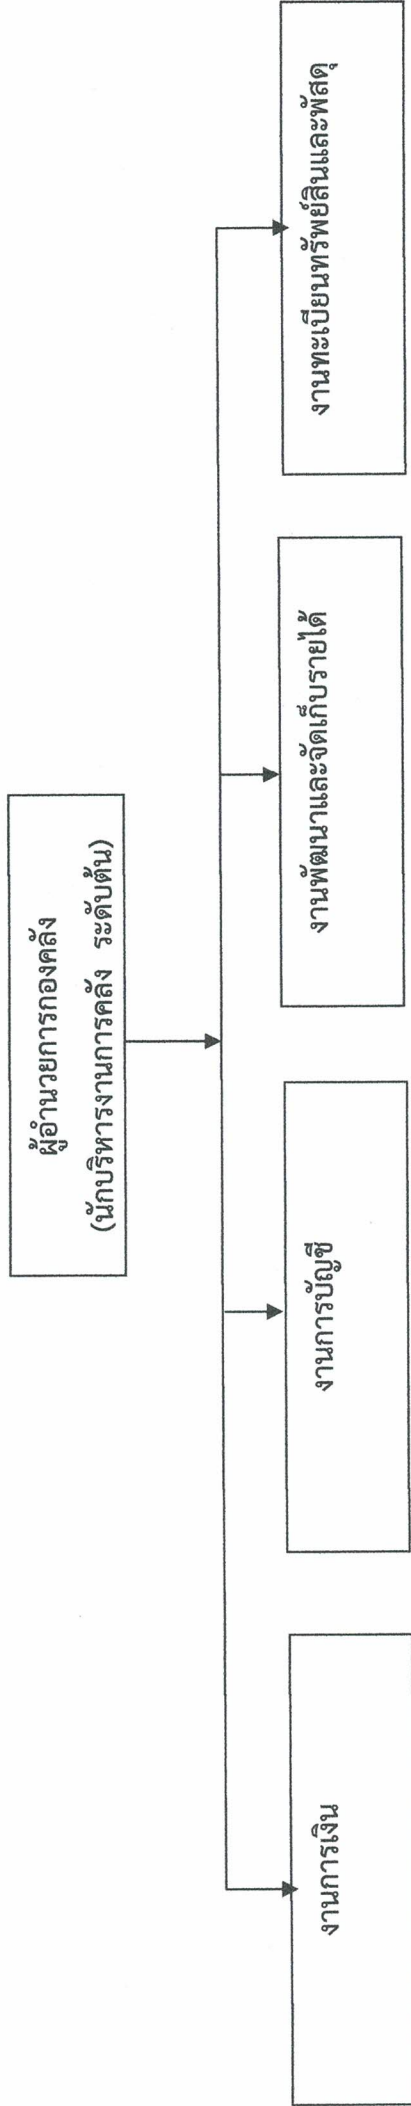 ผู้อำนวยการกองคลัง
(นักบริหารงานการคลัง ระดับต้น)
งานการเงิน
งานการบัญชี
งานพัฒนาและจัดเก็บรายได้
งานทะเบียนทรัพย์สินและพัสดุ